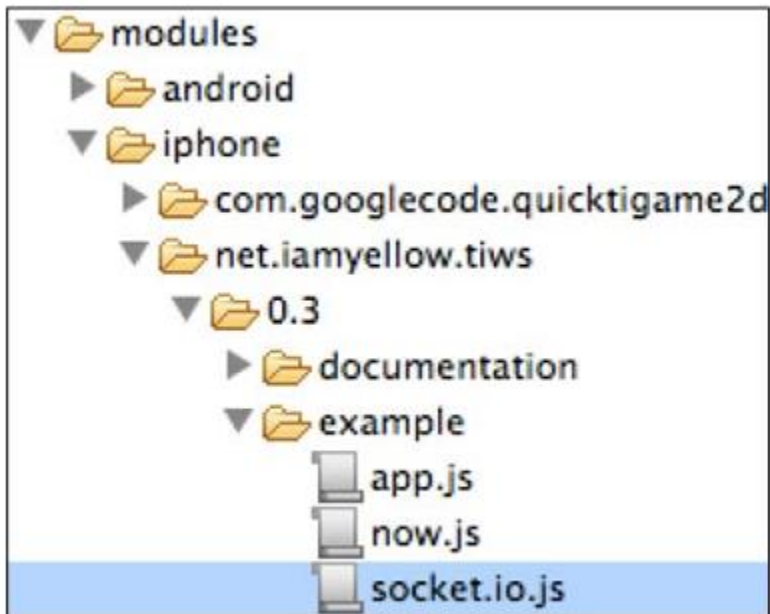 modules
android
iphone
com.googlecode.quicktigame2d
net.iamyellow.tiws
0.3
documentation
example
app.js
now.js
socket.io.js